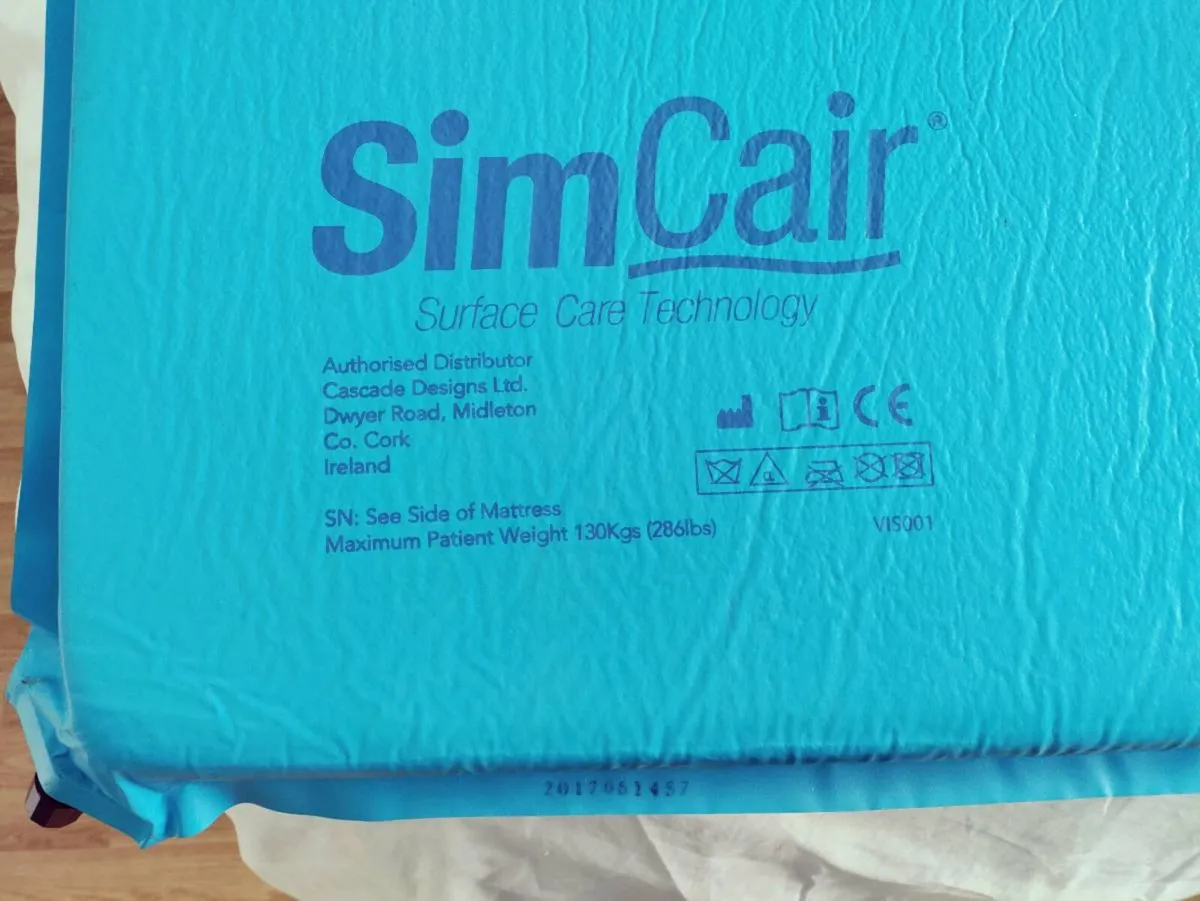 SimCair®
Surface Care Technology
Authorised Distributor
Cascade Designs Ltd.
Dwyer Road, Midleton
Co. Cork
Ireland
CE
SN: See Side of Mattress
Maximum Patient Weight 130Kgs (286lbs)
VIS001